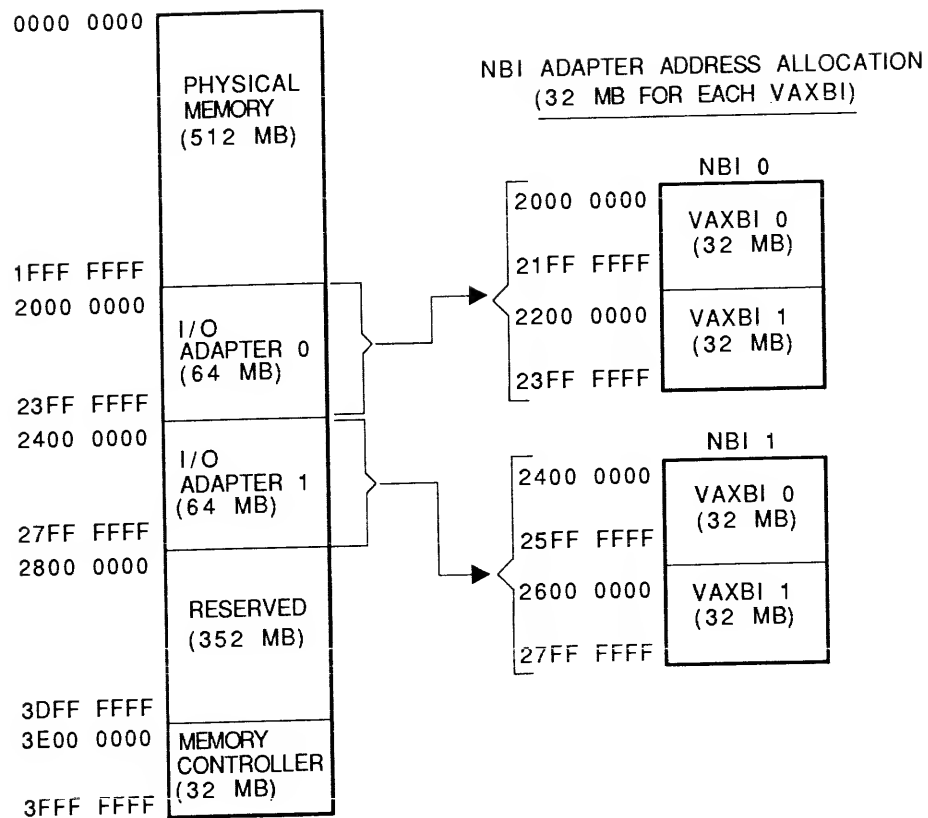 0000 0000
PHYSICAL
MEMORY
(512 MB)
1FFF FFFF
2000 0000
I/O
ADAPTER 0
(64 MB)
23FF FFFF
2400 0000
I/O
ADAPTER 1
(64 MB)
27FF FFFF
2800 0000
RESERVED
(352 MB)
3DFF FFFF
3E00 0000
MEMORY
CONTROLLER
(32 MB)
3FFF FFFF
NBI ADAPTER ADDRESS ALLOCATION
(32 MB FOR EACH VAXBI)
NBI 0
2000 0000
VAXBI 0
(32 MB)
21FF FFFF
2200 0000
VAXBI 1
(32 MB)
23FF FFFF
NBI 1
2400 0000
VAXBI 0
(32 MB)
25FF FFFF
2600 0000
VAXBI 1
(32 MB)
27FF FFFF